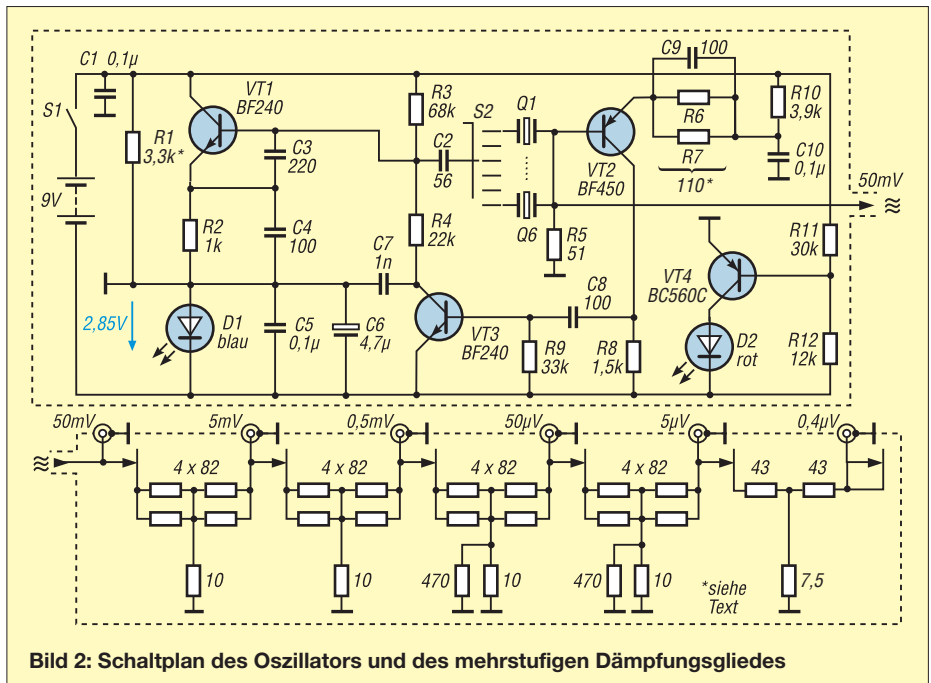 C1 0,1µ
S1
R1
3,3k*
9V
VT1
BF240
C3
220
R2
1k
C4
100
2,85V
D1
blau
C5
0,1µ
C6
4,7µ
C7
1n
R3
68k
C2
56
R4
22k
S2
Q1
Q6
VT3
BF240
R5
51
C8
100
R9
33k
R8
1,5k
VT2
BF450
C9 100
R6
R7
110*
R10
3,9k
C10
0,1µ
50mV
≋
R11
30k
VT4
BC560C
D2
rot
R12
12k
50mV
5mV
0,5mV
50µV
5µV
0,4µV
≋
4 x 82
4 x 82
4 x 82
4 x 82
43
43
10
10
470
10
470
10
*siehe
Text
7,5
Bild 2: Schaltplan des Oszillators und des mehrstufigen Dämpfungsgliedes